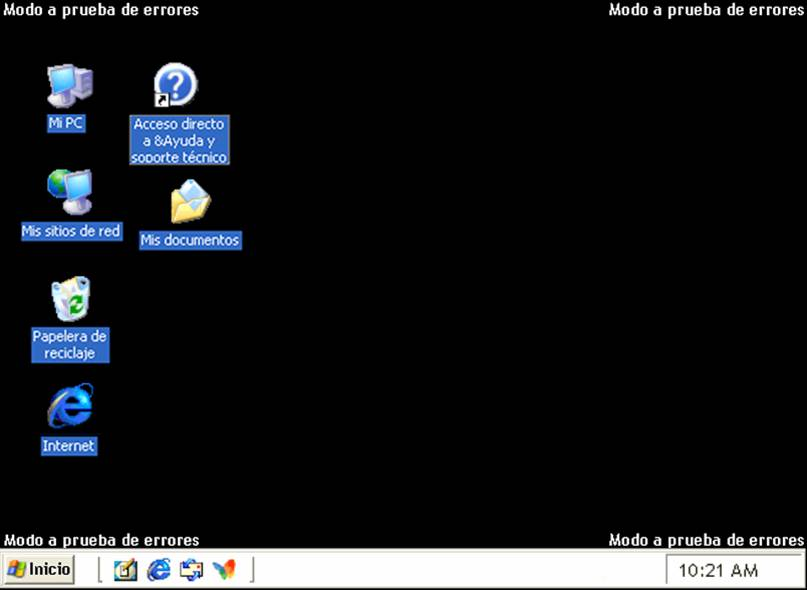 Modo a prueba de errores
Modo a prueba de errores
Mi PC
Acceso directo
a &Ayuda y
soporte técnico
Mis sitios de red
Mis documentos
Papelera de
reciclaje
Internet
Modo a prueba de errores
Modo a prueba de errores
Inicio
10:21 AM